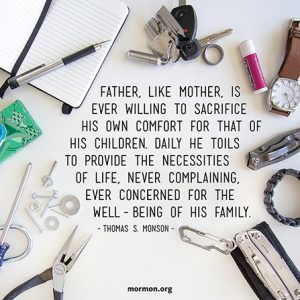 FATHER, LIKE MOTHER, IS
EVER WILLING TO SACRIFICE
HIS OWN COMFORT FOR THAT OF
HIS CHILDREN. DAILY HE TOILS
TO PROVIDE THE NECESSITIES
OF LIFE, NEVER COMPLAINING,
EVER CONCERNED FOR THE
WELL-BEING OF HIS FAMILY.
- THOMAS S. MONSON -
mormon.org